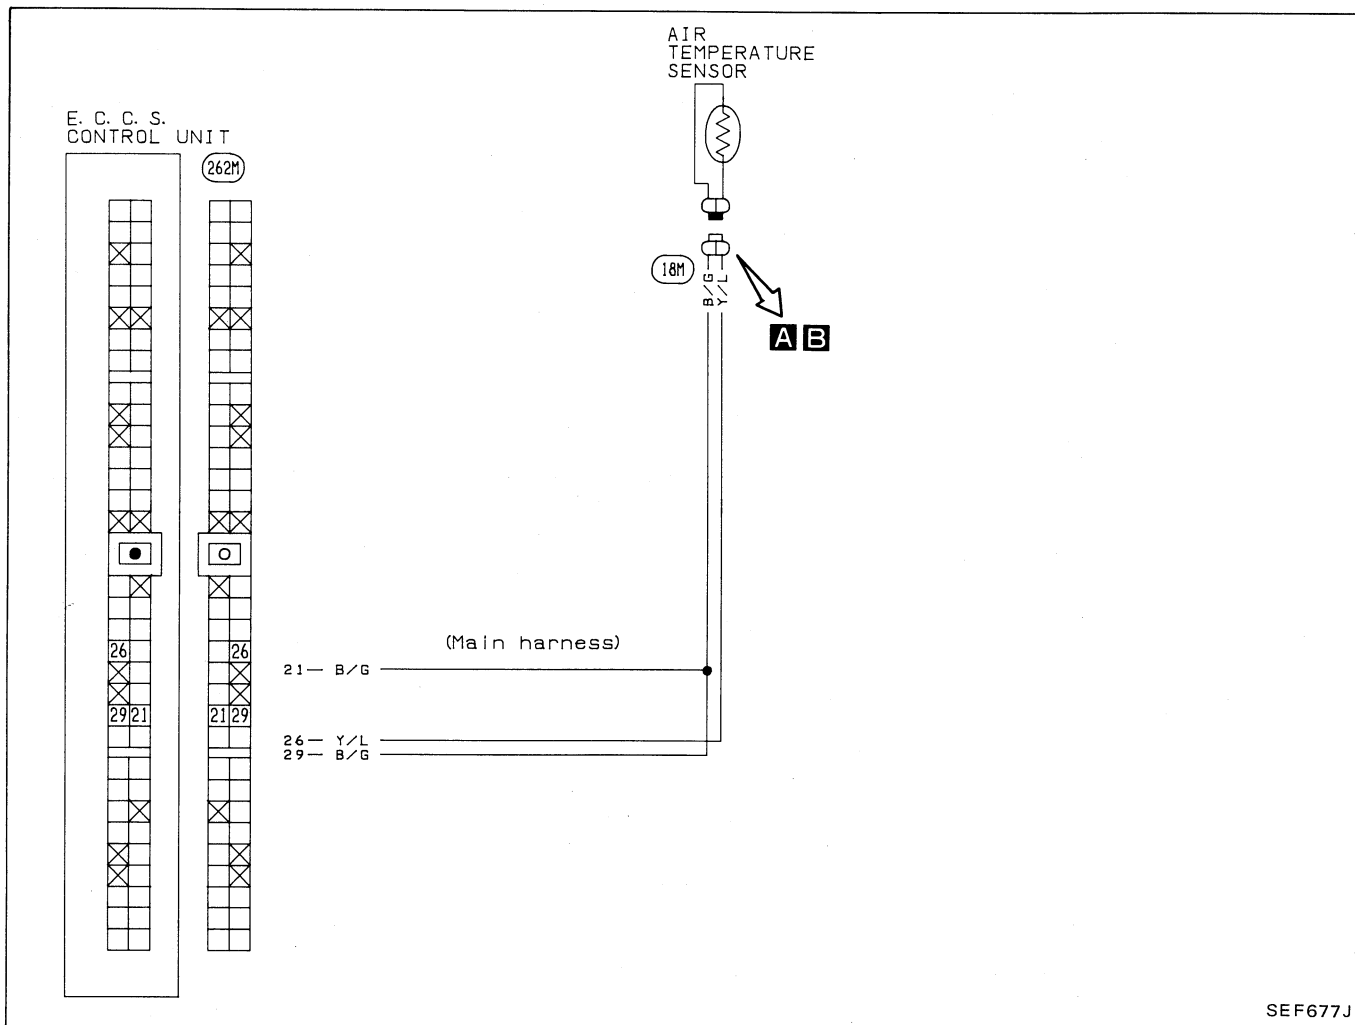 AIR
TEMPERATURE
SENSOR
E. C. C. S.
CONTROL UNIT
262M
18M
B/G
Y/L
A B
(Main harness)
26
26
21— B/G
29 21
21 29
26— Y/L
29— B/G
SEF677J